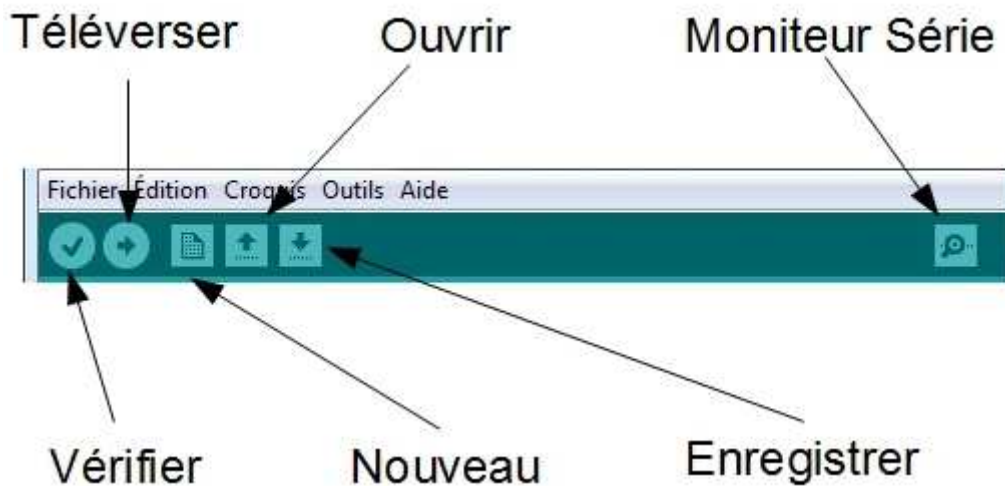 Téléverser Ouvrir Moniteur Série
Fichier Édition Croquis Outils Aide
Vérifier Nouveau Enregistrer